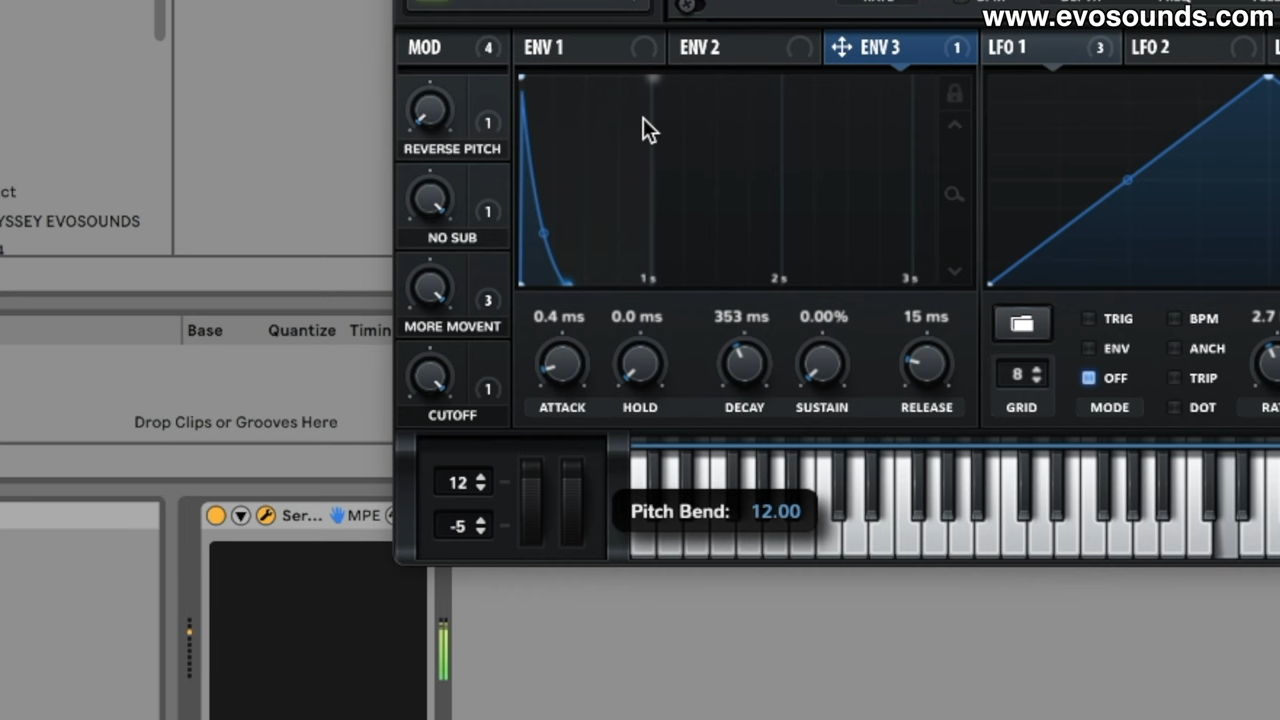 www.evosounds.com
MOD 4 ENV 1 ENV 2 ENV 3 1 LFO 1 3 LFO 2
1
REVERSE PITCH
ct
YSSEY EVOSOUNDS
4
1
NO SUB
1 s 2 s 3 s
3
MORE MOVENT
0.4 ms 0.0 ms 353 ms 0.00% 15 ms
TRIG BPM 2.7
Base Quantize Timin
ENV ANCH
8 OFF TRIP
1
CUTOFF
ATTACK HOLD DECAY SUSTAIN RELEASE
GRID MODE DOT RA
Drop Clips or Grooves Here
12
-5
Pitch Bend: 12.00
Ser... MPE